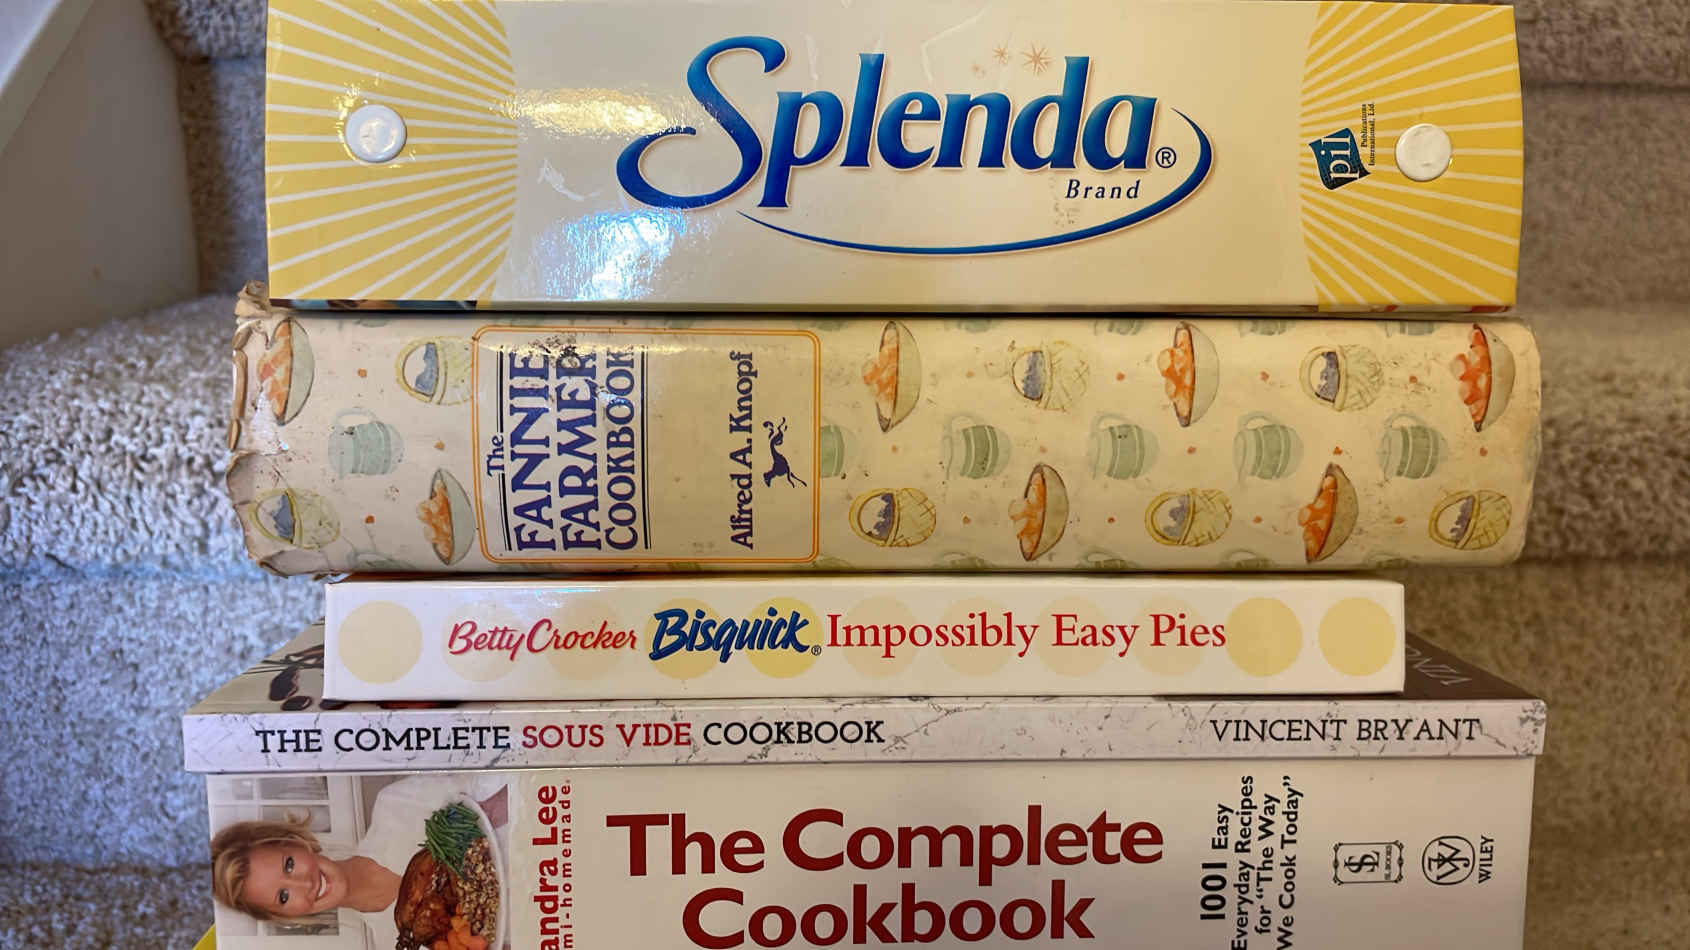 Splenda®
Brand
pil
Publications
International, Ltd.
The
FANNIE
FARMER
COOKBOOK
Alfred A. Knopf
Betty Crocker Bisquick® Impossibly Easy Pies
THE COMPLETE SOUS VIDE COOKBOOK
VINCENT BRYANT
andra Lee
mi-homemade.
The Complete
Cookbook
1001 Easy
Everyday Recipes
for "The Way
We Cook Today"
SL
WILEY